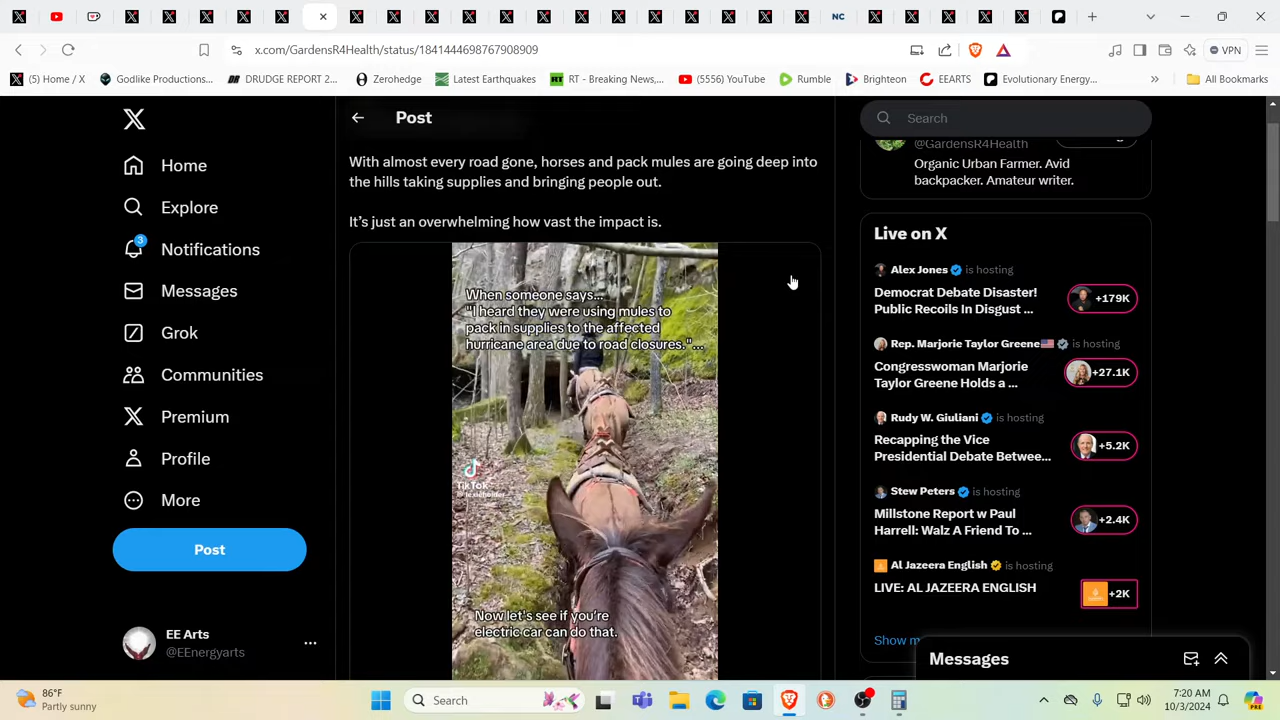 NC
x.com/GardensR4Health/status/1841444698767908909
VPN
(5) Home / X
Godlike Productions...
DRUDGE REPORT 2...
Zerohedge
Latest Earthquakes
RT - Breaking News,...
(5556) YouTube
Rumble
Brighteon
EEARTS
Evolutionary Energy...
All Bookmarks
Home
Explore
3
Notifications
Messages
Grok
Communities
Premium
Profile
More
Post
EE Arts
@EEnergyarts
Post
With almost every road gone, horses and pack mules are going deep into
the hills taking supplies and bringing people out.
It's just an overwhelming how vast the impact is.
When someone says...
"I heard they were using mules to
pack in supplies to the affected
hurricane area due to road closures."...
TikTok
Now let's see if you're
electric car can do that.
Search
@GardensR4Health
Organic Urban Farmer. Avid
backpacker. Amateur writer.
Live on X
Alex Jones is hosting
Democrat Debate Disaster!
Public Recoils In Disgust ...
+179K
Rep. Marjorie Taylor Greene is hosting
Congresswoman Marjorie
Taylor Greene Holds a ...
+27.1K
Rudy W. Giuliani is hosting
Recapping the Vice
Presidential Debate Betwee...
+5.2K
Stew Peters is hosting
Millstone Report w Paul
Harrell: Walz A Friend To ...
+2.4K
Al Jazeera English is hosting
LIVE: AL JAZEERA ENGLISH
+2K
Show
Messages
86°F
Partly sunny
Search
7:20 AM
10/3/2024